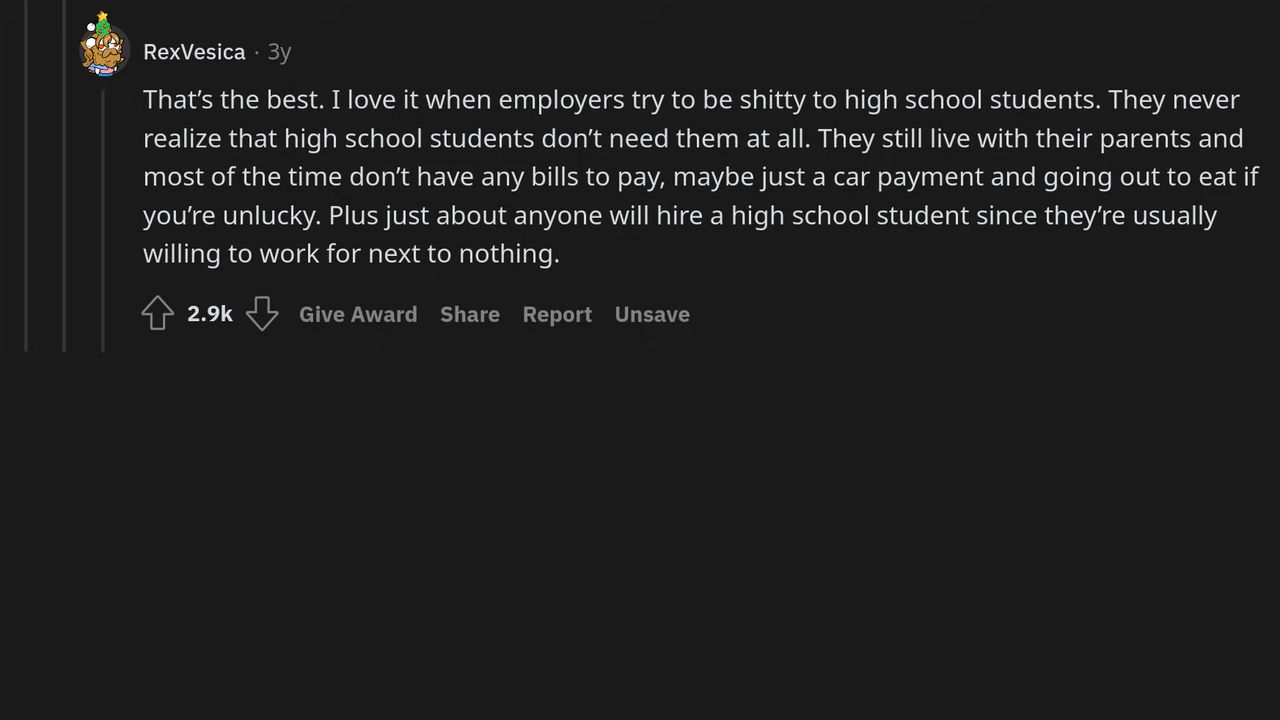 RexVesica · 3y
That’s the best. I love it when employers try to be shitty to high school students. They never
realize that high school students don’t need them at all. They still live with their parents and
most of the time don’t have any bills to pay, maybe just a car payment and going out to eat if
you’re unlucky. Plus just about anyone will hire a high school student since they’re usually
willing to work for next to nothing.
2.9k Give Award Share Report Unsave